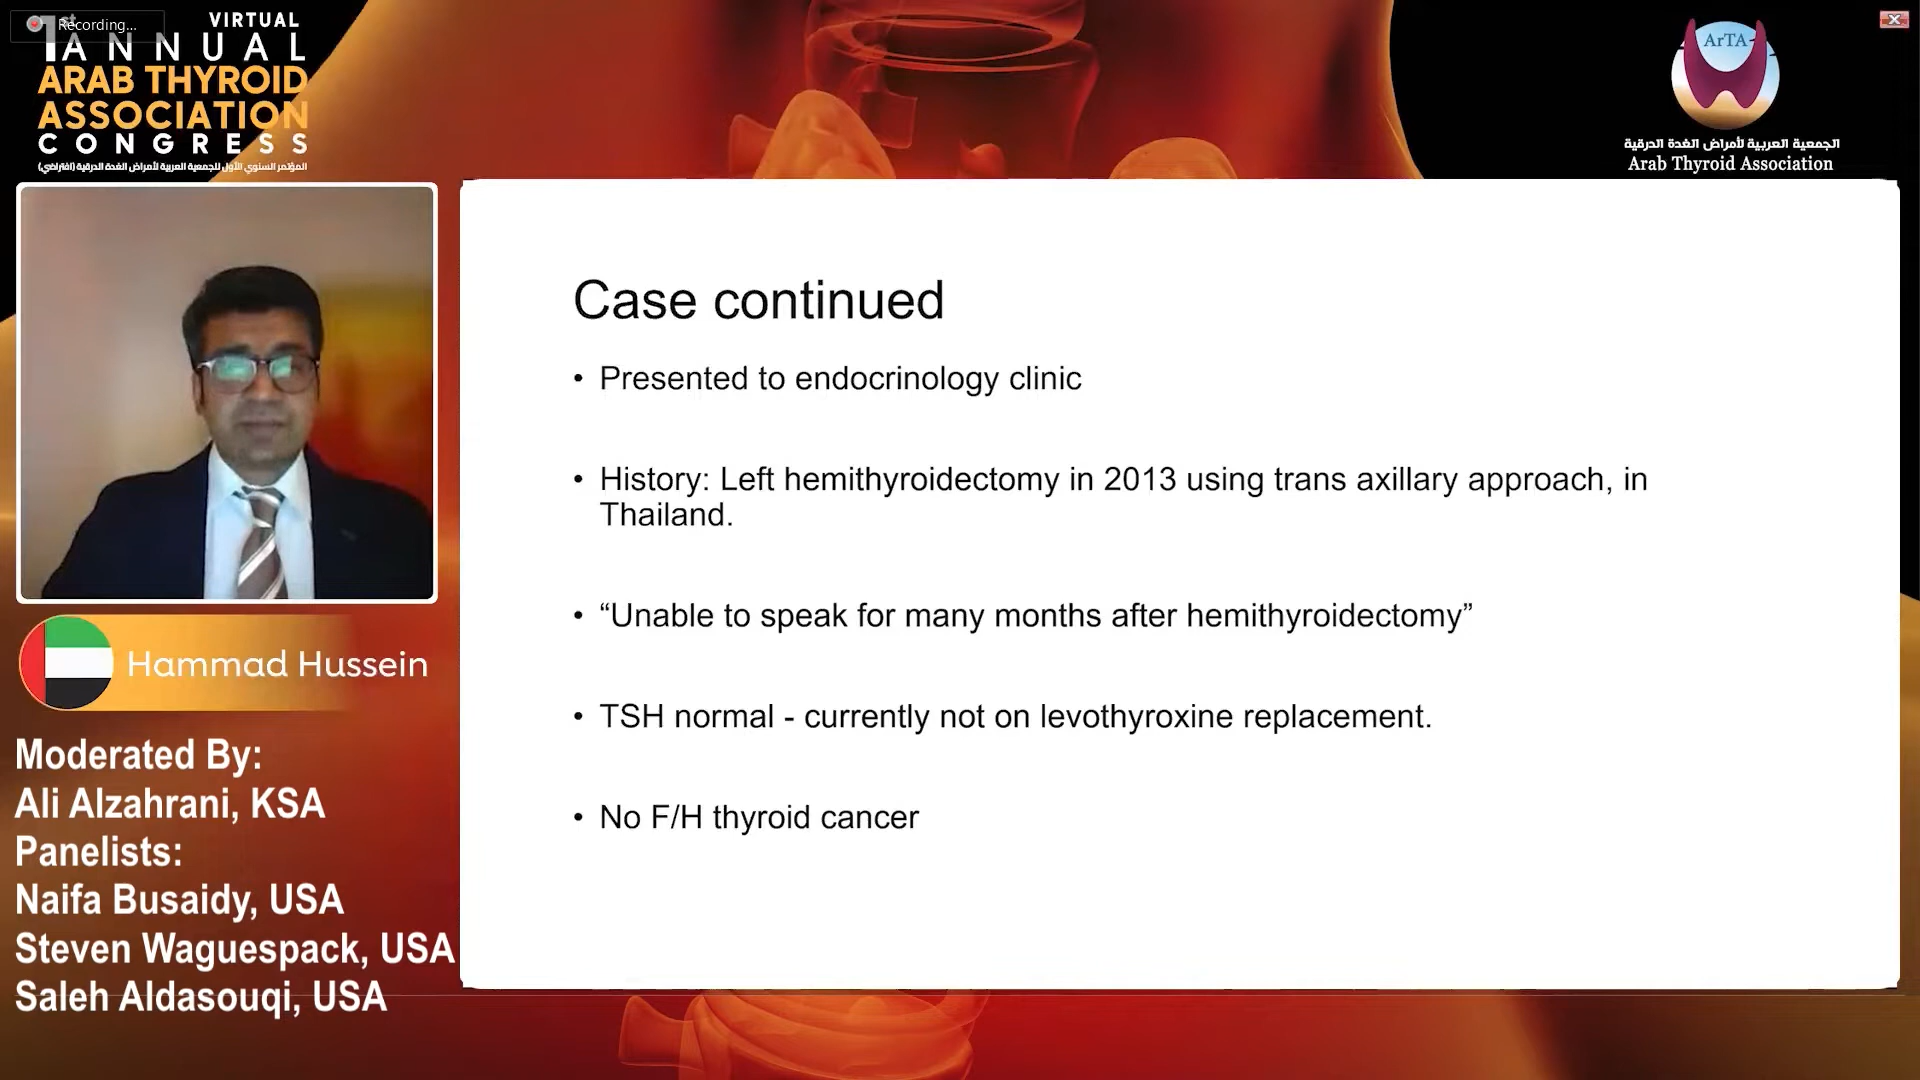 Recording...
1st
VIRTUAL
ANNUAL
ARAB THYROID
ASSOCIATION
CONGRESS
المؤتمر السنوي الأول للجمعية العربية لأمراض الغدة الدرقية (افتراضي)
ArTA
الجمعية العربية لأمراض الغدة الدرقية
Arab Thyroid Association
Case continued
• Presented to endocrinology clinic
• History: Left hemithyroidectomy in 2013 using trans axillary approach, in
Thailand.
• “Unable to speak for many months after hemithyroidectomy”
• TSH normal - currently not on levothyroxine replacement.
• No F/H thyroid cancer
Hammad Hussein
Moderated By:
Ali Alzahrani, KSA
Panelists:
Naifa Busaidy, USA
Steven Waguespack, USA
Saleh Aldasouqi, USA